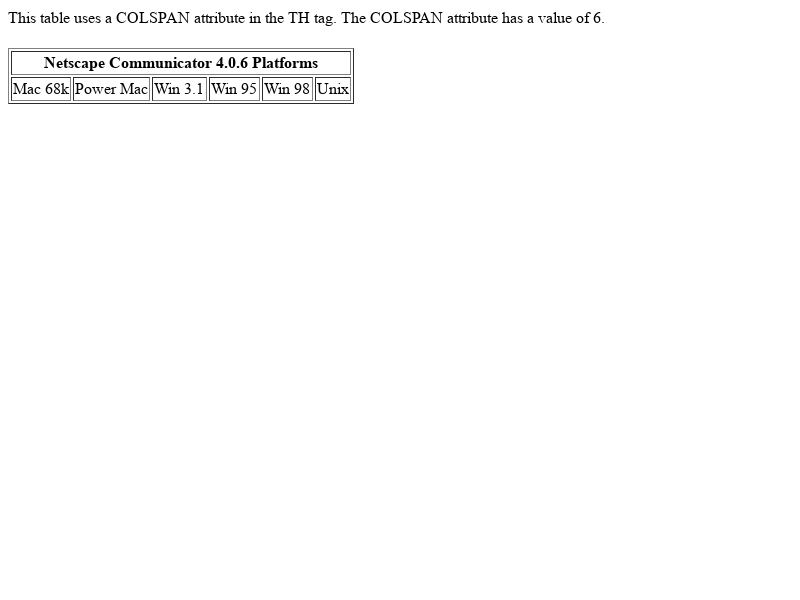 This table uses a COLSPAN attribute in the TH tag. The COLSPAN attribute has a value of 6.
Netscape Communicator 4.0.6 Platforms
Mac 68k Power Mac Win 3.1 Win 95 Win 98 Unix